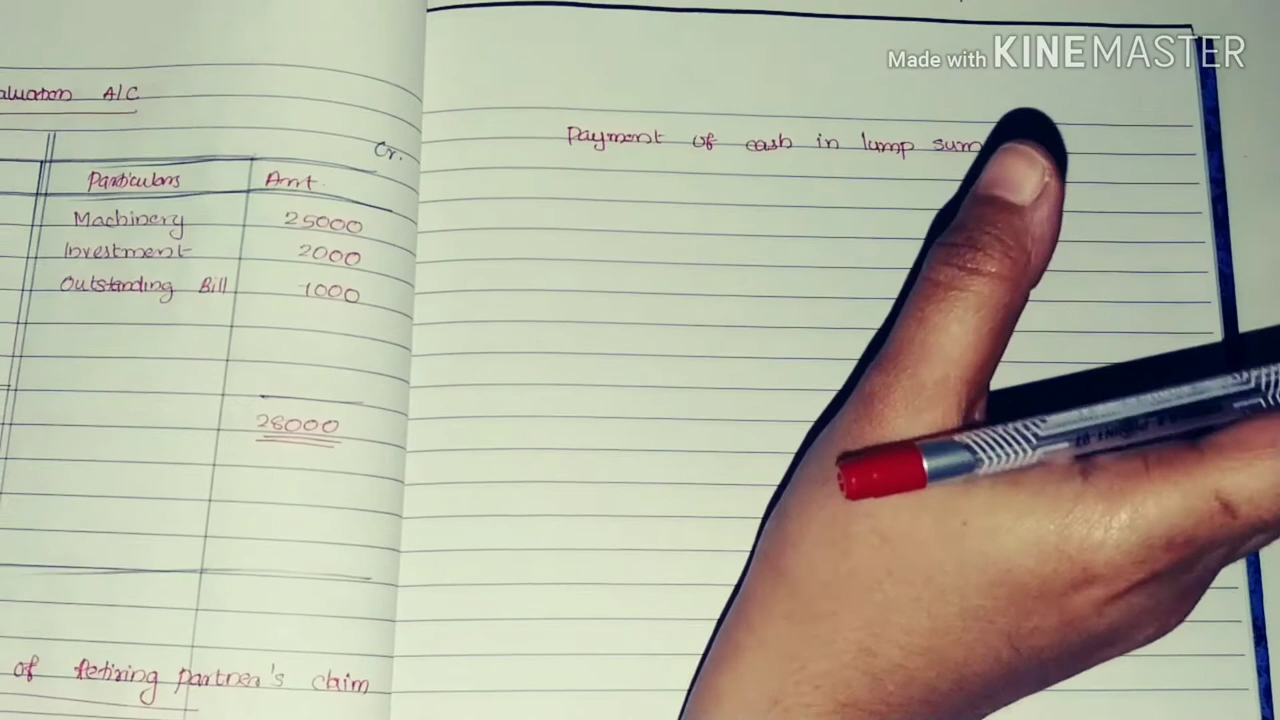 Made with KINEMASTER
aluation A/C
Cr.
Particulars Amt.
Machinery 25000
Investment 2000
Outstanding Bill 1000
28000
of Retiring partner's claim
Payment of cash in lump sum